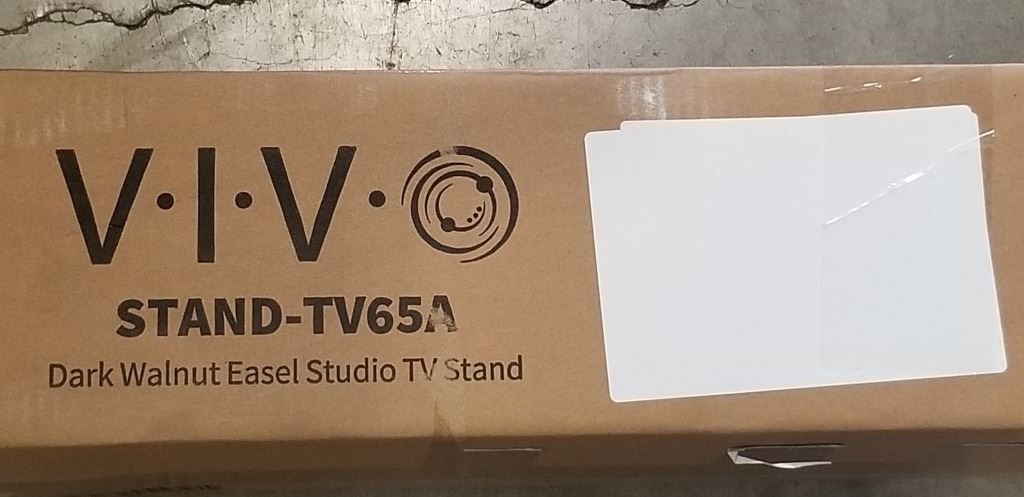 V·I·V·O
STAND-TV65A
Dark Walnut Easel Studio TV Stand